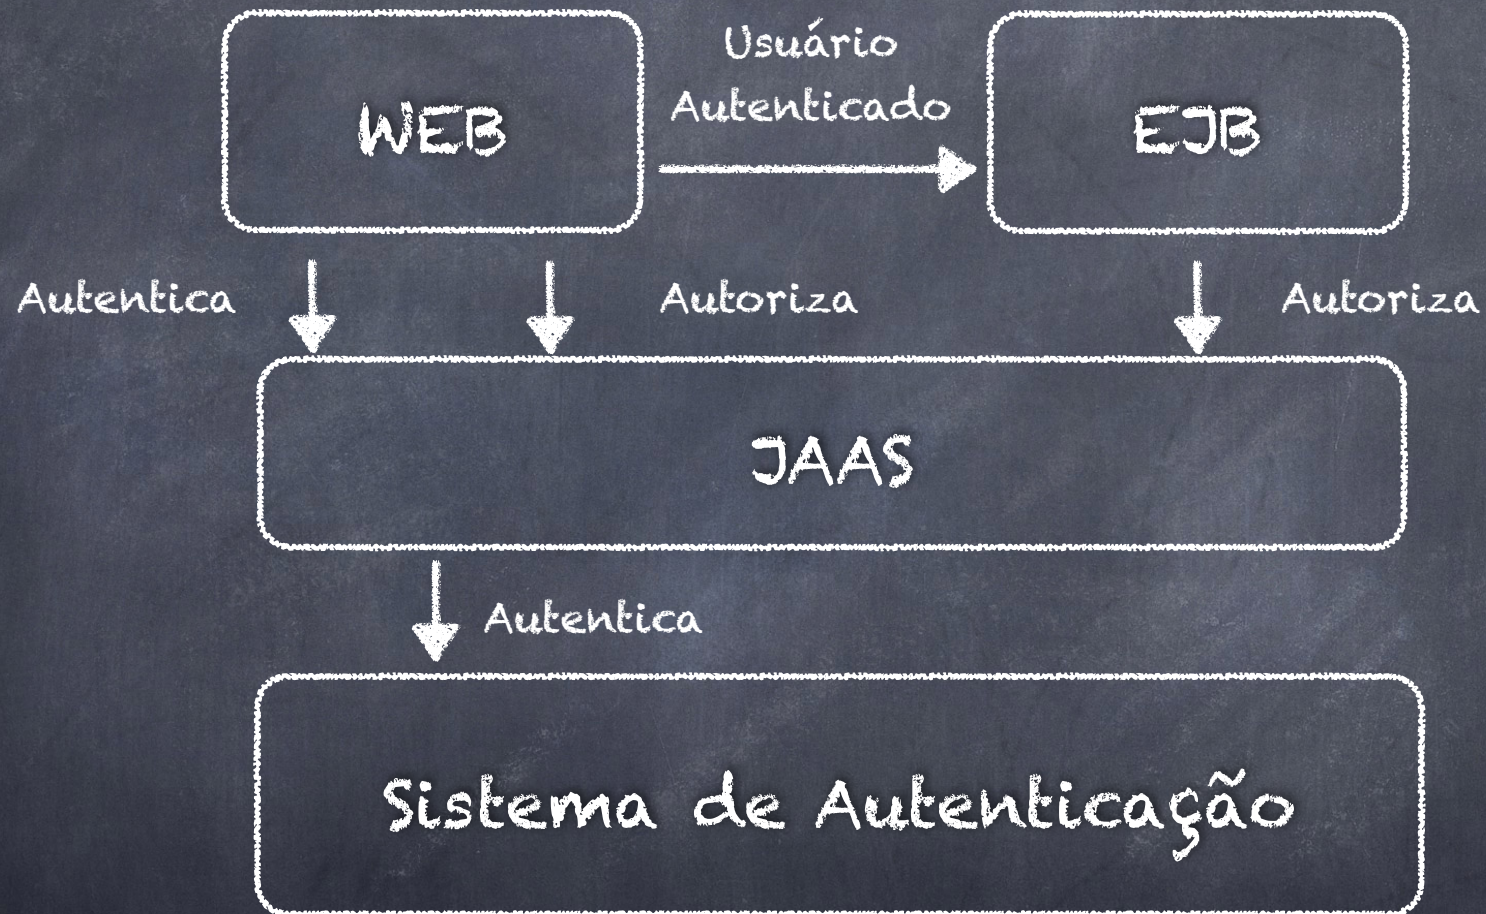 WEB
Usuário
Autenticado
EJB
Autentica
Autoriza
Autoriza
JAAS
Autentica
Sistema de Autenticação